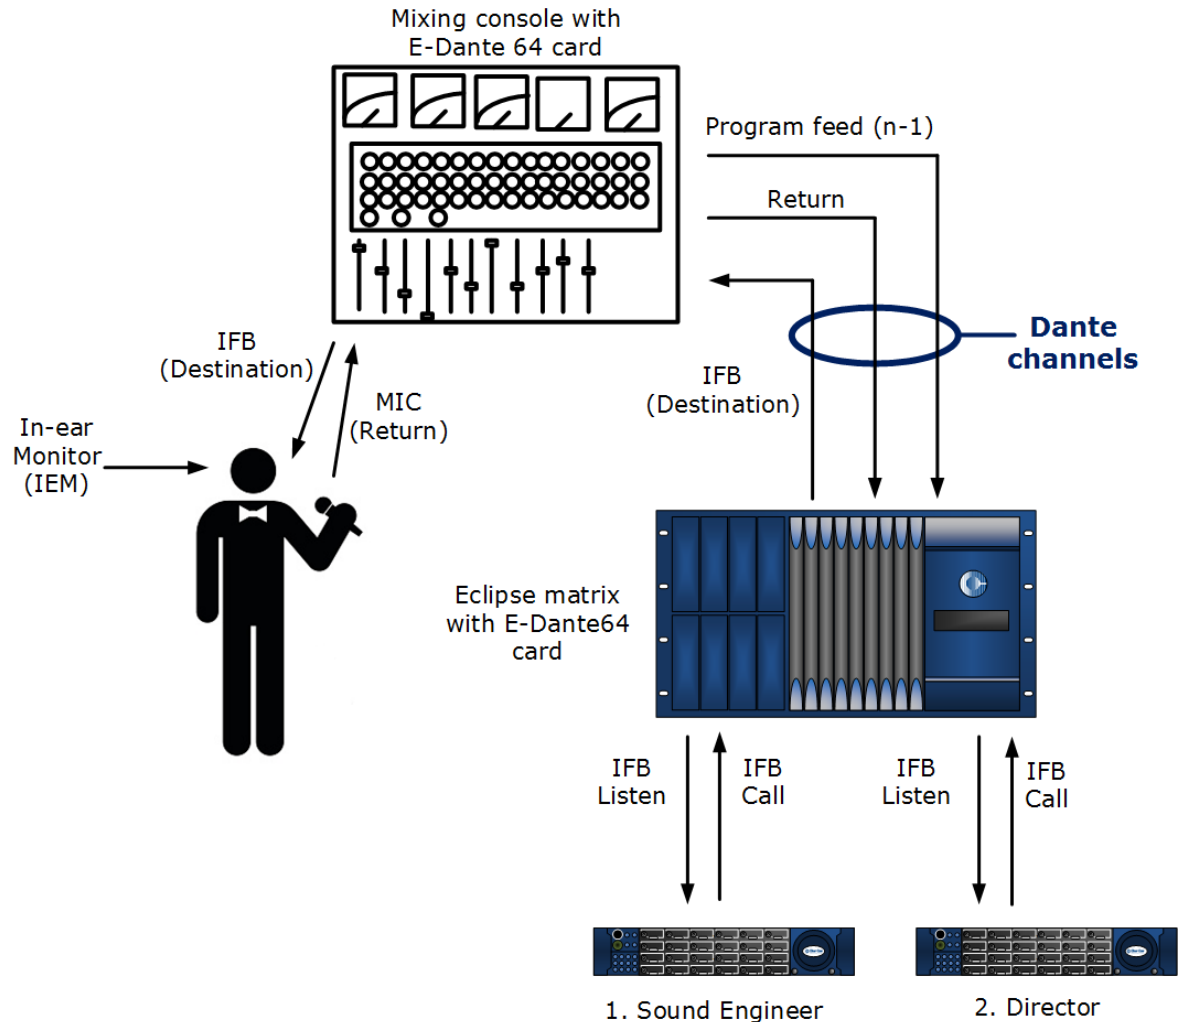 Mixing console with
E-Dante 64 card
Program feed (n-1)
Return
IFB
(Destination)
Dante
channels
IFB
(Destination)
MIC
(Return)
In-ear
Monitor
(IEM)
Eclipse matrix
with E-Dante64
card
IFB
Listen
IFB
Call
IFB
Listen
IFB
Call
1. Sound Engineer
2. Director